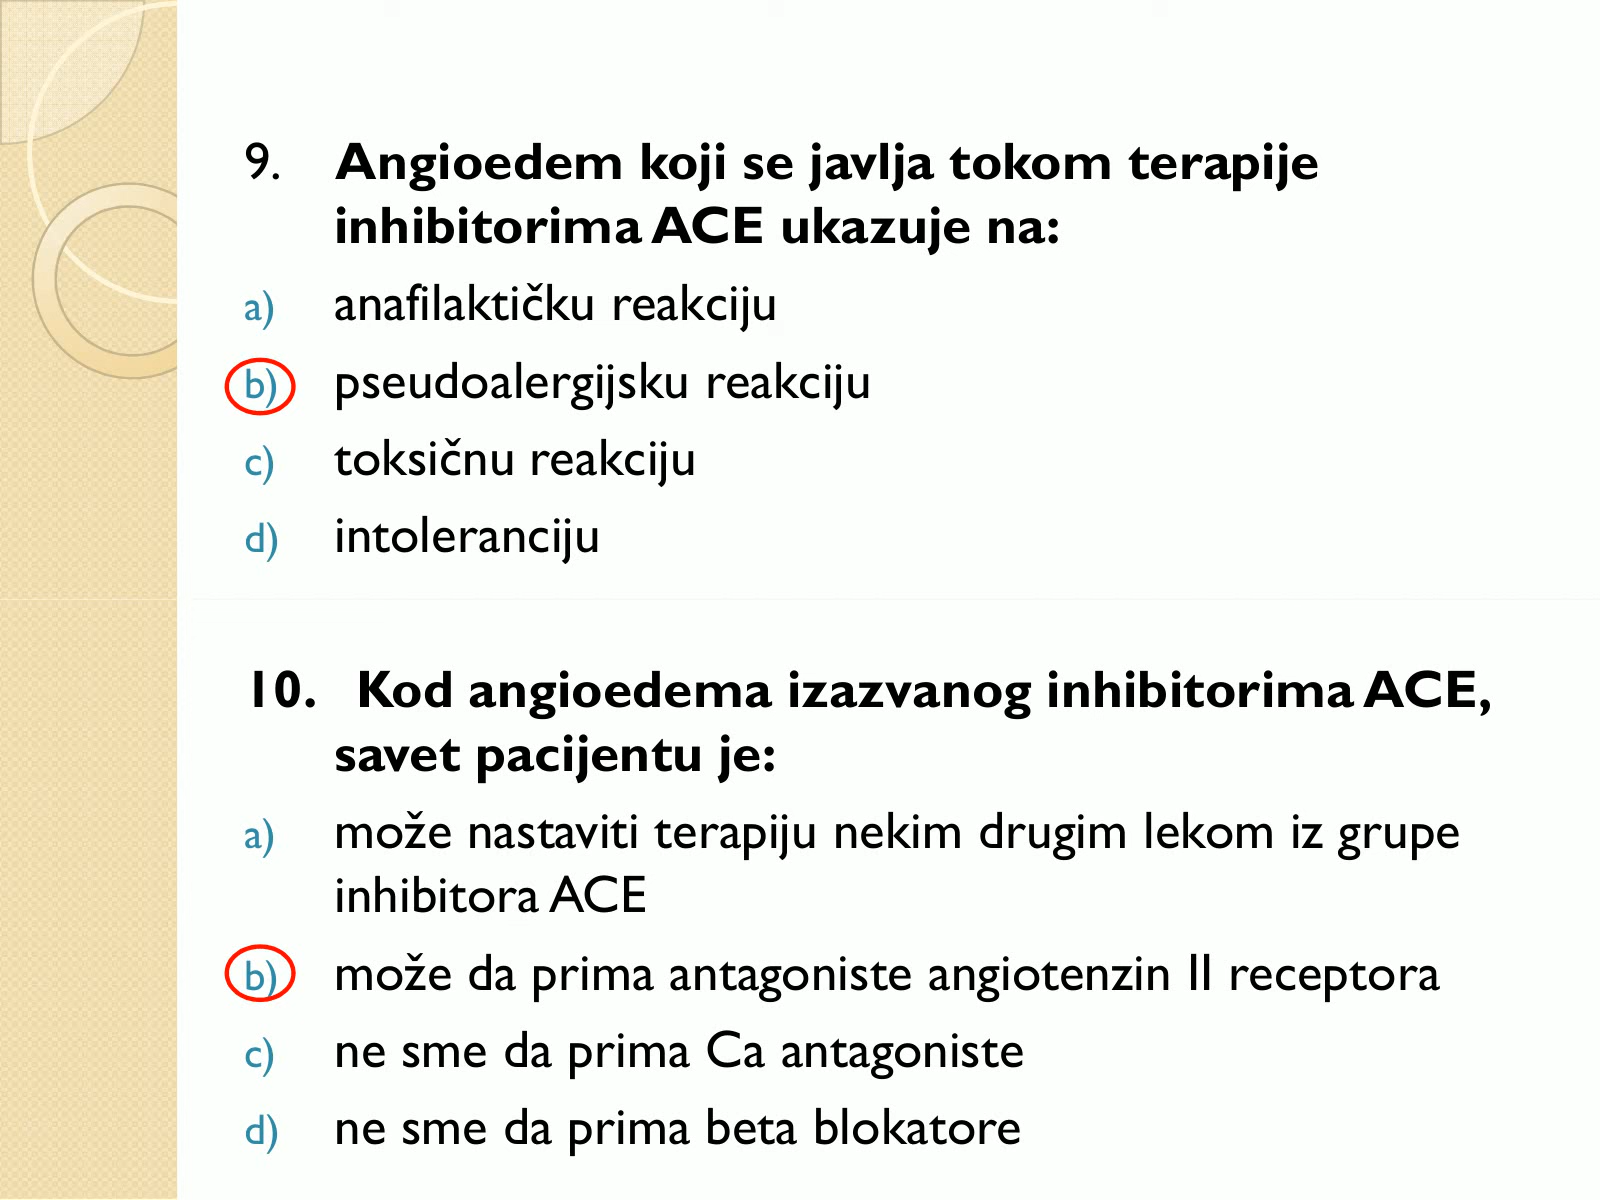 9. Angioedem koji se javlja tokom terapije
inhibitorima ACE ukazuje na:
a) anafilaktičku reakciju
b) pseudoalergijsku reakciju
c) toksičnu reakciju
d) intoleranciju
10. Kod angioedema izazvanog inhibitorima ACE,
savet pacijentu je:
a) može nastaviti terapiju nekim drugim lekom iz grupe
inhibitora ACE
b) može da prima antagoniste angiotenzin II receptora
c) ne sme da prima Ca antagoniste
d) ne sme da prima beta blokatore